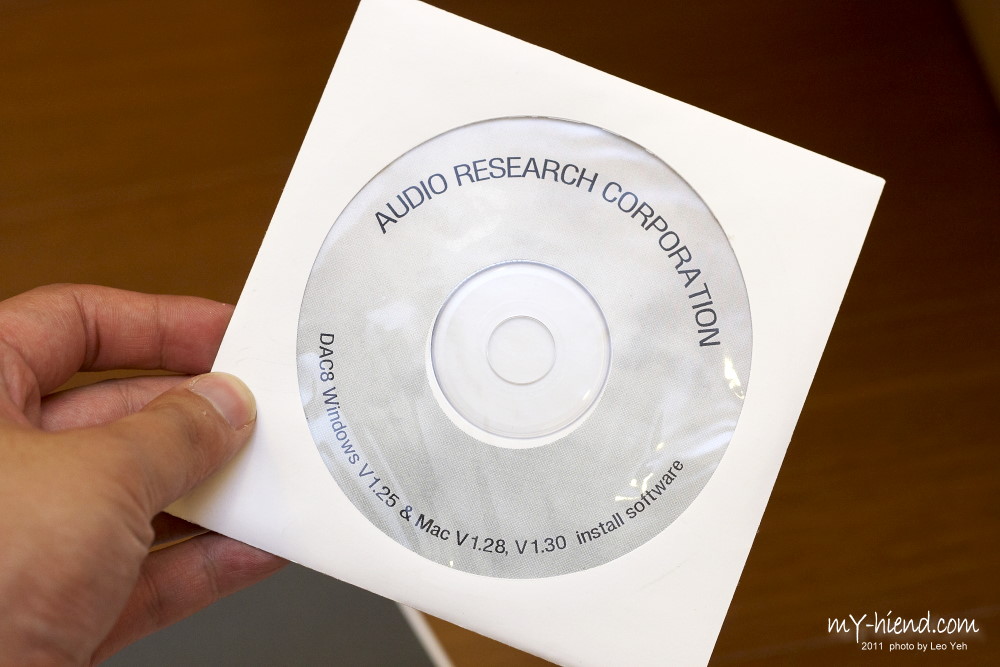 AUDIO RESEARCH CORPORATION
DAC8 Windows V1.25 & Mac V1.28, V1.30 install software
my-hiend.com
2011 photo by Leo Yeh